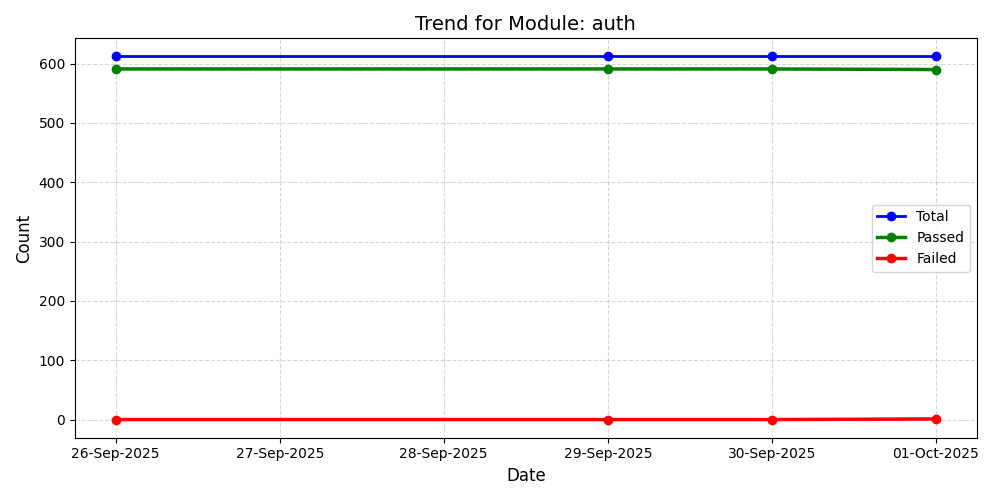 Trend for Module: auth
600
500
400
300
200
100
0
Count
Total
Passed
Failed
26-Sep-2025
27-Sep-2025
28-Sep-2025
29-Sep-2025
30-Sep-2025
01-Oct-2025
Date